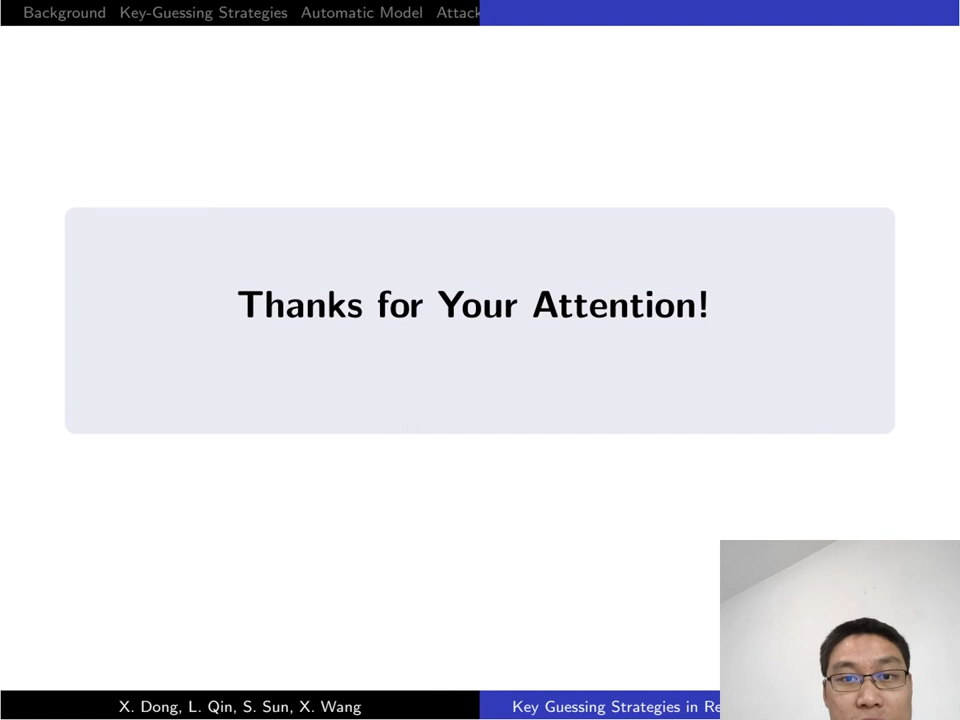 Background Key-Guessing Strategies Automatic Model Attack
Thanks for Your Attention!
X. Dong, L. Qin, S. Sun, X. Wang
Key Guessing Strategies in Re